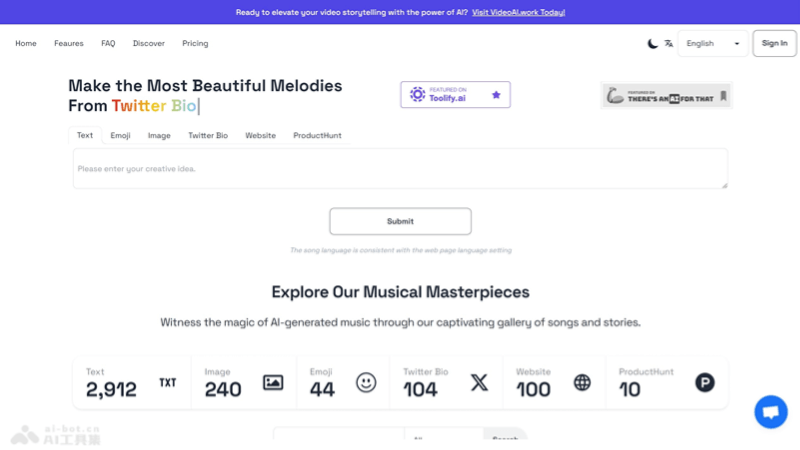 Ready to elevate your video storytelling with the power of AI? Visit VideoAI.work Today!
Home Feaures FAQ Discover Pricing English Sign In
Make the Most Beautiful Melodies
From Twitter Bio
FEATURED ON
Toolify.ai
FEATURED ON
THERE'S AN AI FOR THAT
Text Emoji Image Twitter Bio Website ProductHunt
Please enter your creative idea.
Submit
The song language is consistent with the web page language setting
Explore Our Musical Masterpieces
Witness the magic of AI-generated music through our captivating gallery of songs and stories.
Text Image Emoji Twitter Bio Website ProductHunt
2,912 TXT 240 44 104 100 10
ai-bot.cn
AI工具集
Search